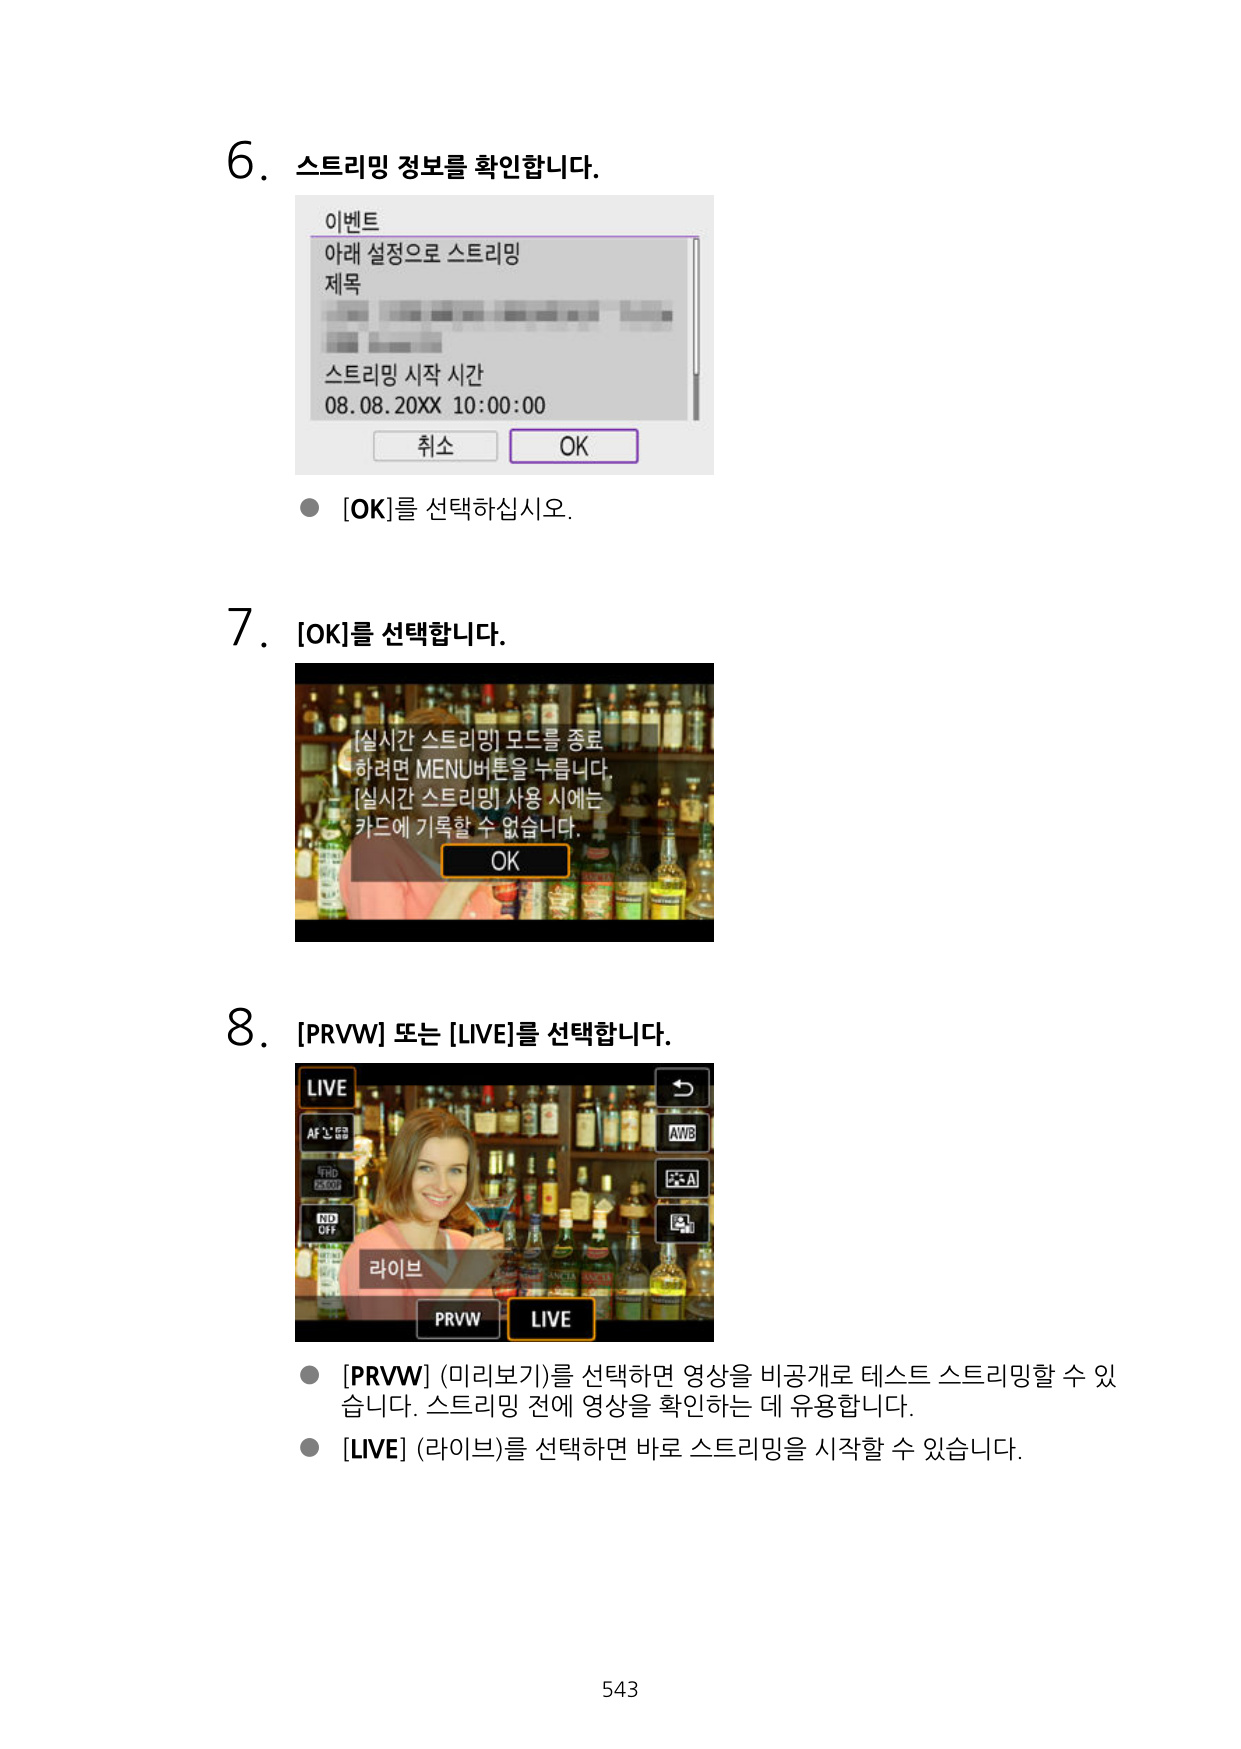 6. 스트리밍 정보를 확인합니다.
이벤트
아래 설정으로 스트리밍
제목
스트리밍 시작 시간
08.08.20XX 10:00:00
취소 OK
● [OK]를 선택하십시오.
7. [OK]를 선택합니다.
[실시간 스트리밍] 모드를 종료
하려면 MENU버튼을 누릅니다.
[실시간 스트리밍] 사용 시에는
카드에 기록할 수 없습니다.
OK
8. [PRVW] 또는 [LIVE]를 선택합니다.
LIVE
AF
AWB
FHD
25.00P
A
ND
OFF
라이브
PRVW LIVE
● [PRVW] (미리보기)를 선택하면 영상을 비공개로 테스트 스트리밍할 수 있
습니다. 스트리밍 전에 영상을 확인하는 데 유용합니다.
● [LIVE] (라이브)를 선택하면 바로 스트리밍을 시작할 수 있습니다.
543